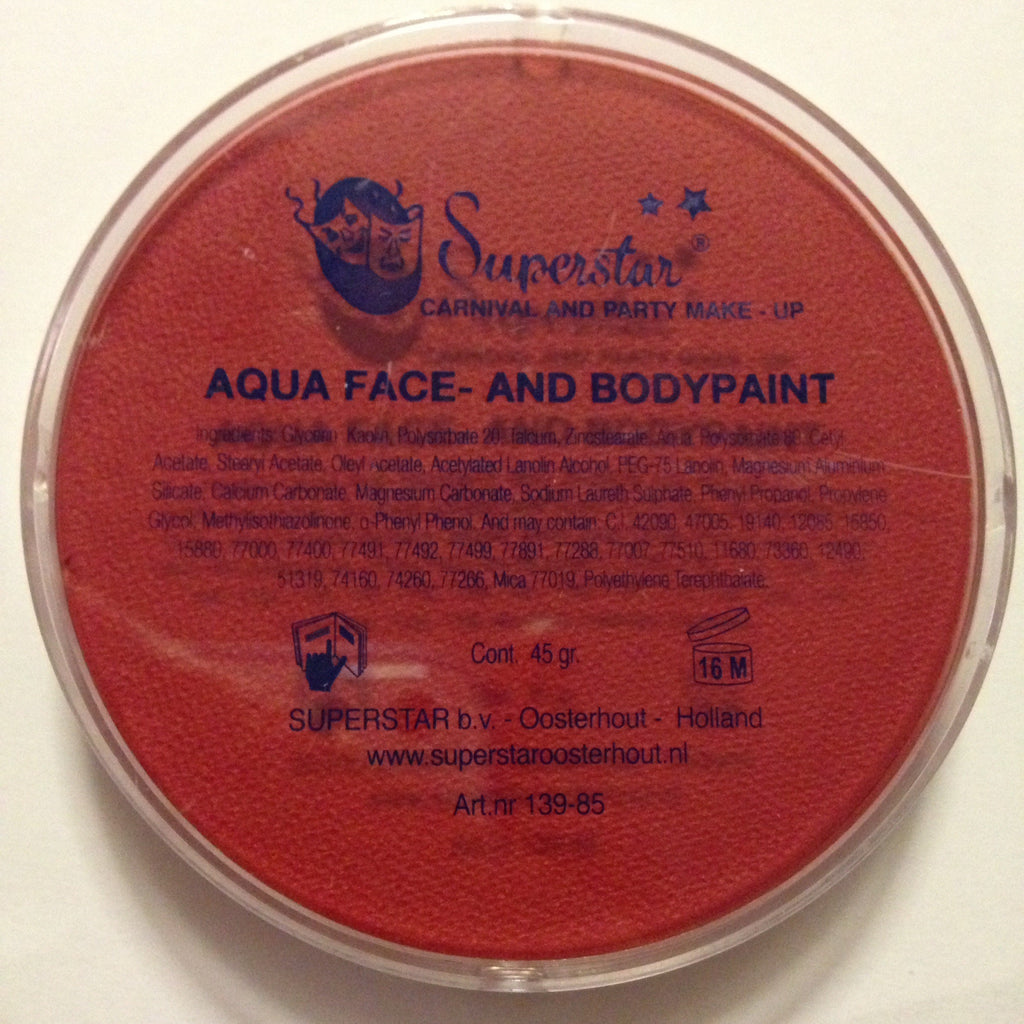 Superstar®
CARNIVAL AND PARTY MAKE - UP
AQUA FACE- AND BODYPAINT
Ingredients: Glycerin, Kaolin, Polysorbate 20, Talcum, Zincstearate, Aqua, Polysorbate 80, Cetyl
Acetate, Stearyl Acetate, Oleyl Acetate, Acetylated Lanolin Alcohol, PEG-75 Lanolin, Magnesium Aluminium
Silicate, Calcium Carbonate, Magnesium Carbonate, Sodium Laureth Sulphate, Phenyl Propanol, Propylene
Glycol, Methylisothiazolinone, o-Phenyl Phenol. And may contain: C.I. 42090, 47005, 19140, 12085, 15850,
15880, 77000, 77400, 77491, 77492, 77499, 77891, 77288, 77007, 77510, 11680, 73360, 12490,
51319, 74160, 74260, 77266, Mica 77019, Polyethylene Terephthalate.
Cont. 45 gr.
16 M
SUPERSTAR b.v. - Oosterhout - Holland
www.superstaroosterhout.nl
Art.nr 139-85